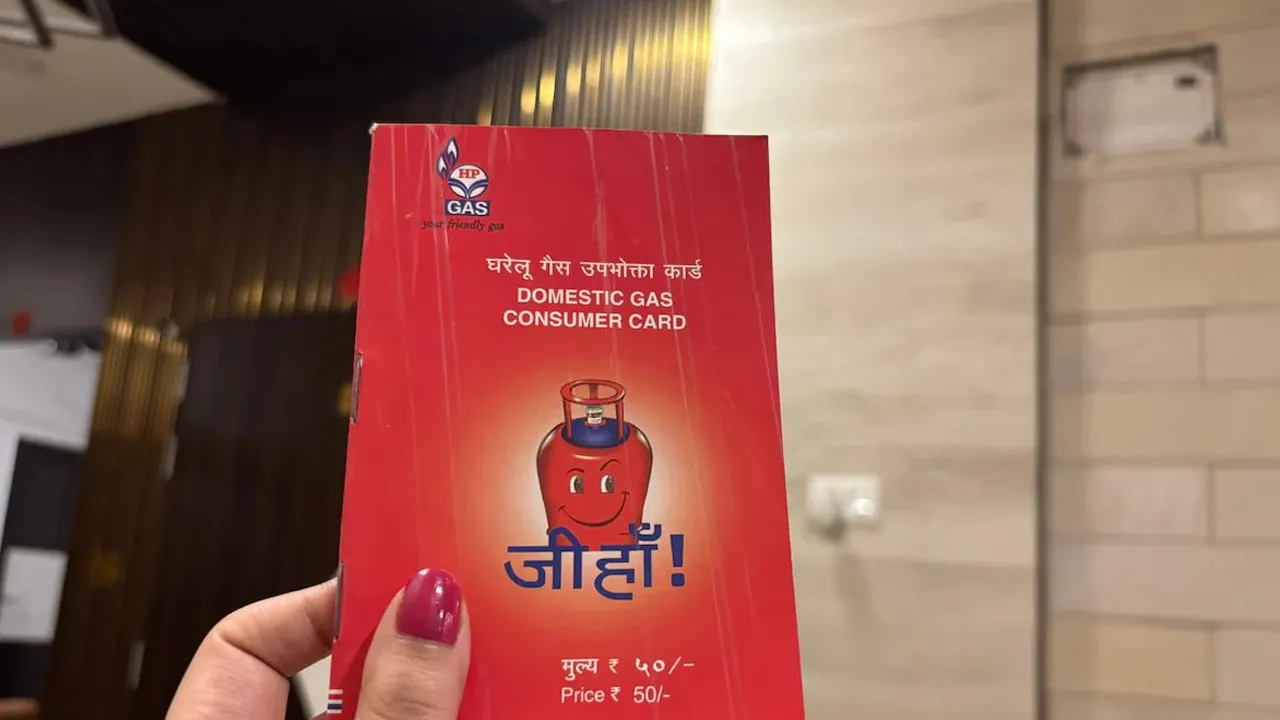 HP
GAS
your friendly gas
घरेलू गैस उपभोक्ता कार्ड
DOMESTIC GAS
CONSUMER CARD
जी हाँ !
मुल्य ₹ ५०/-
Price ₹ 50/-